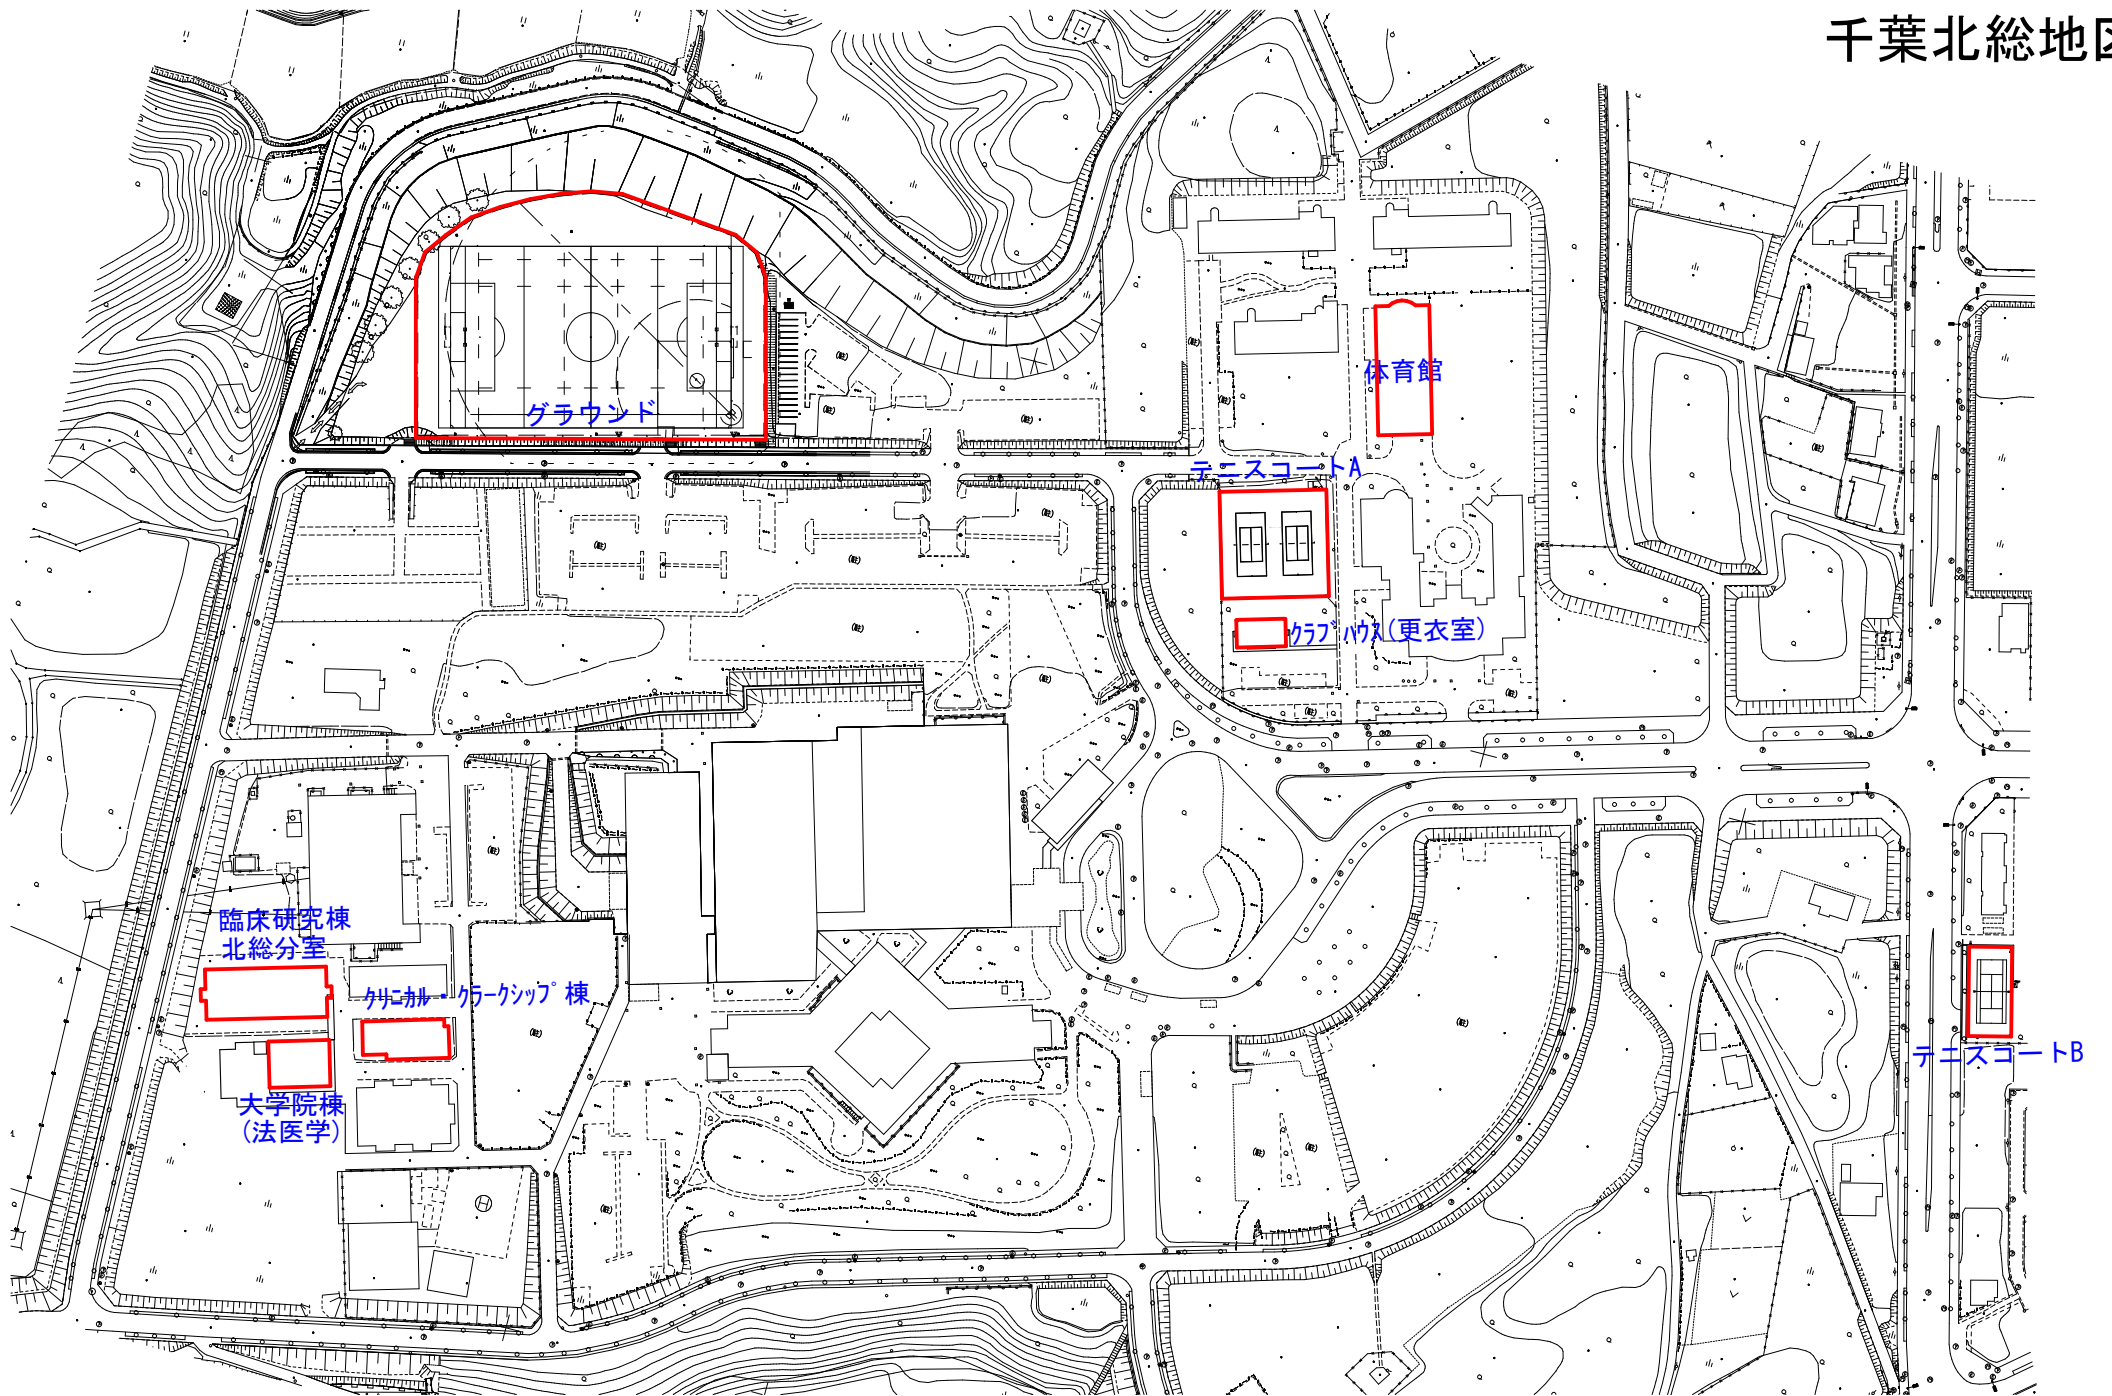 千葉北総地区
グラウンド
体育館
テニスコートA
クラブハウス(更衣室)
臨床研究棟
北総分室
クリニカル・クラークシップ棟
テニスコートB
大学院棟
(法医学)
H